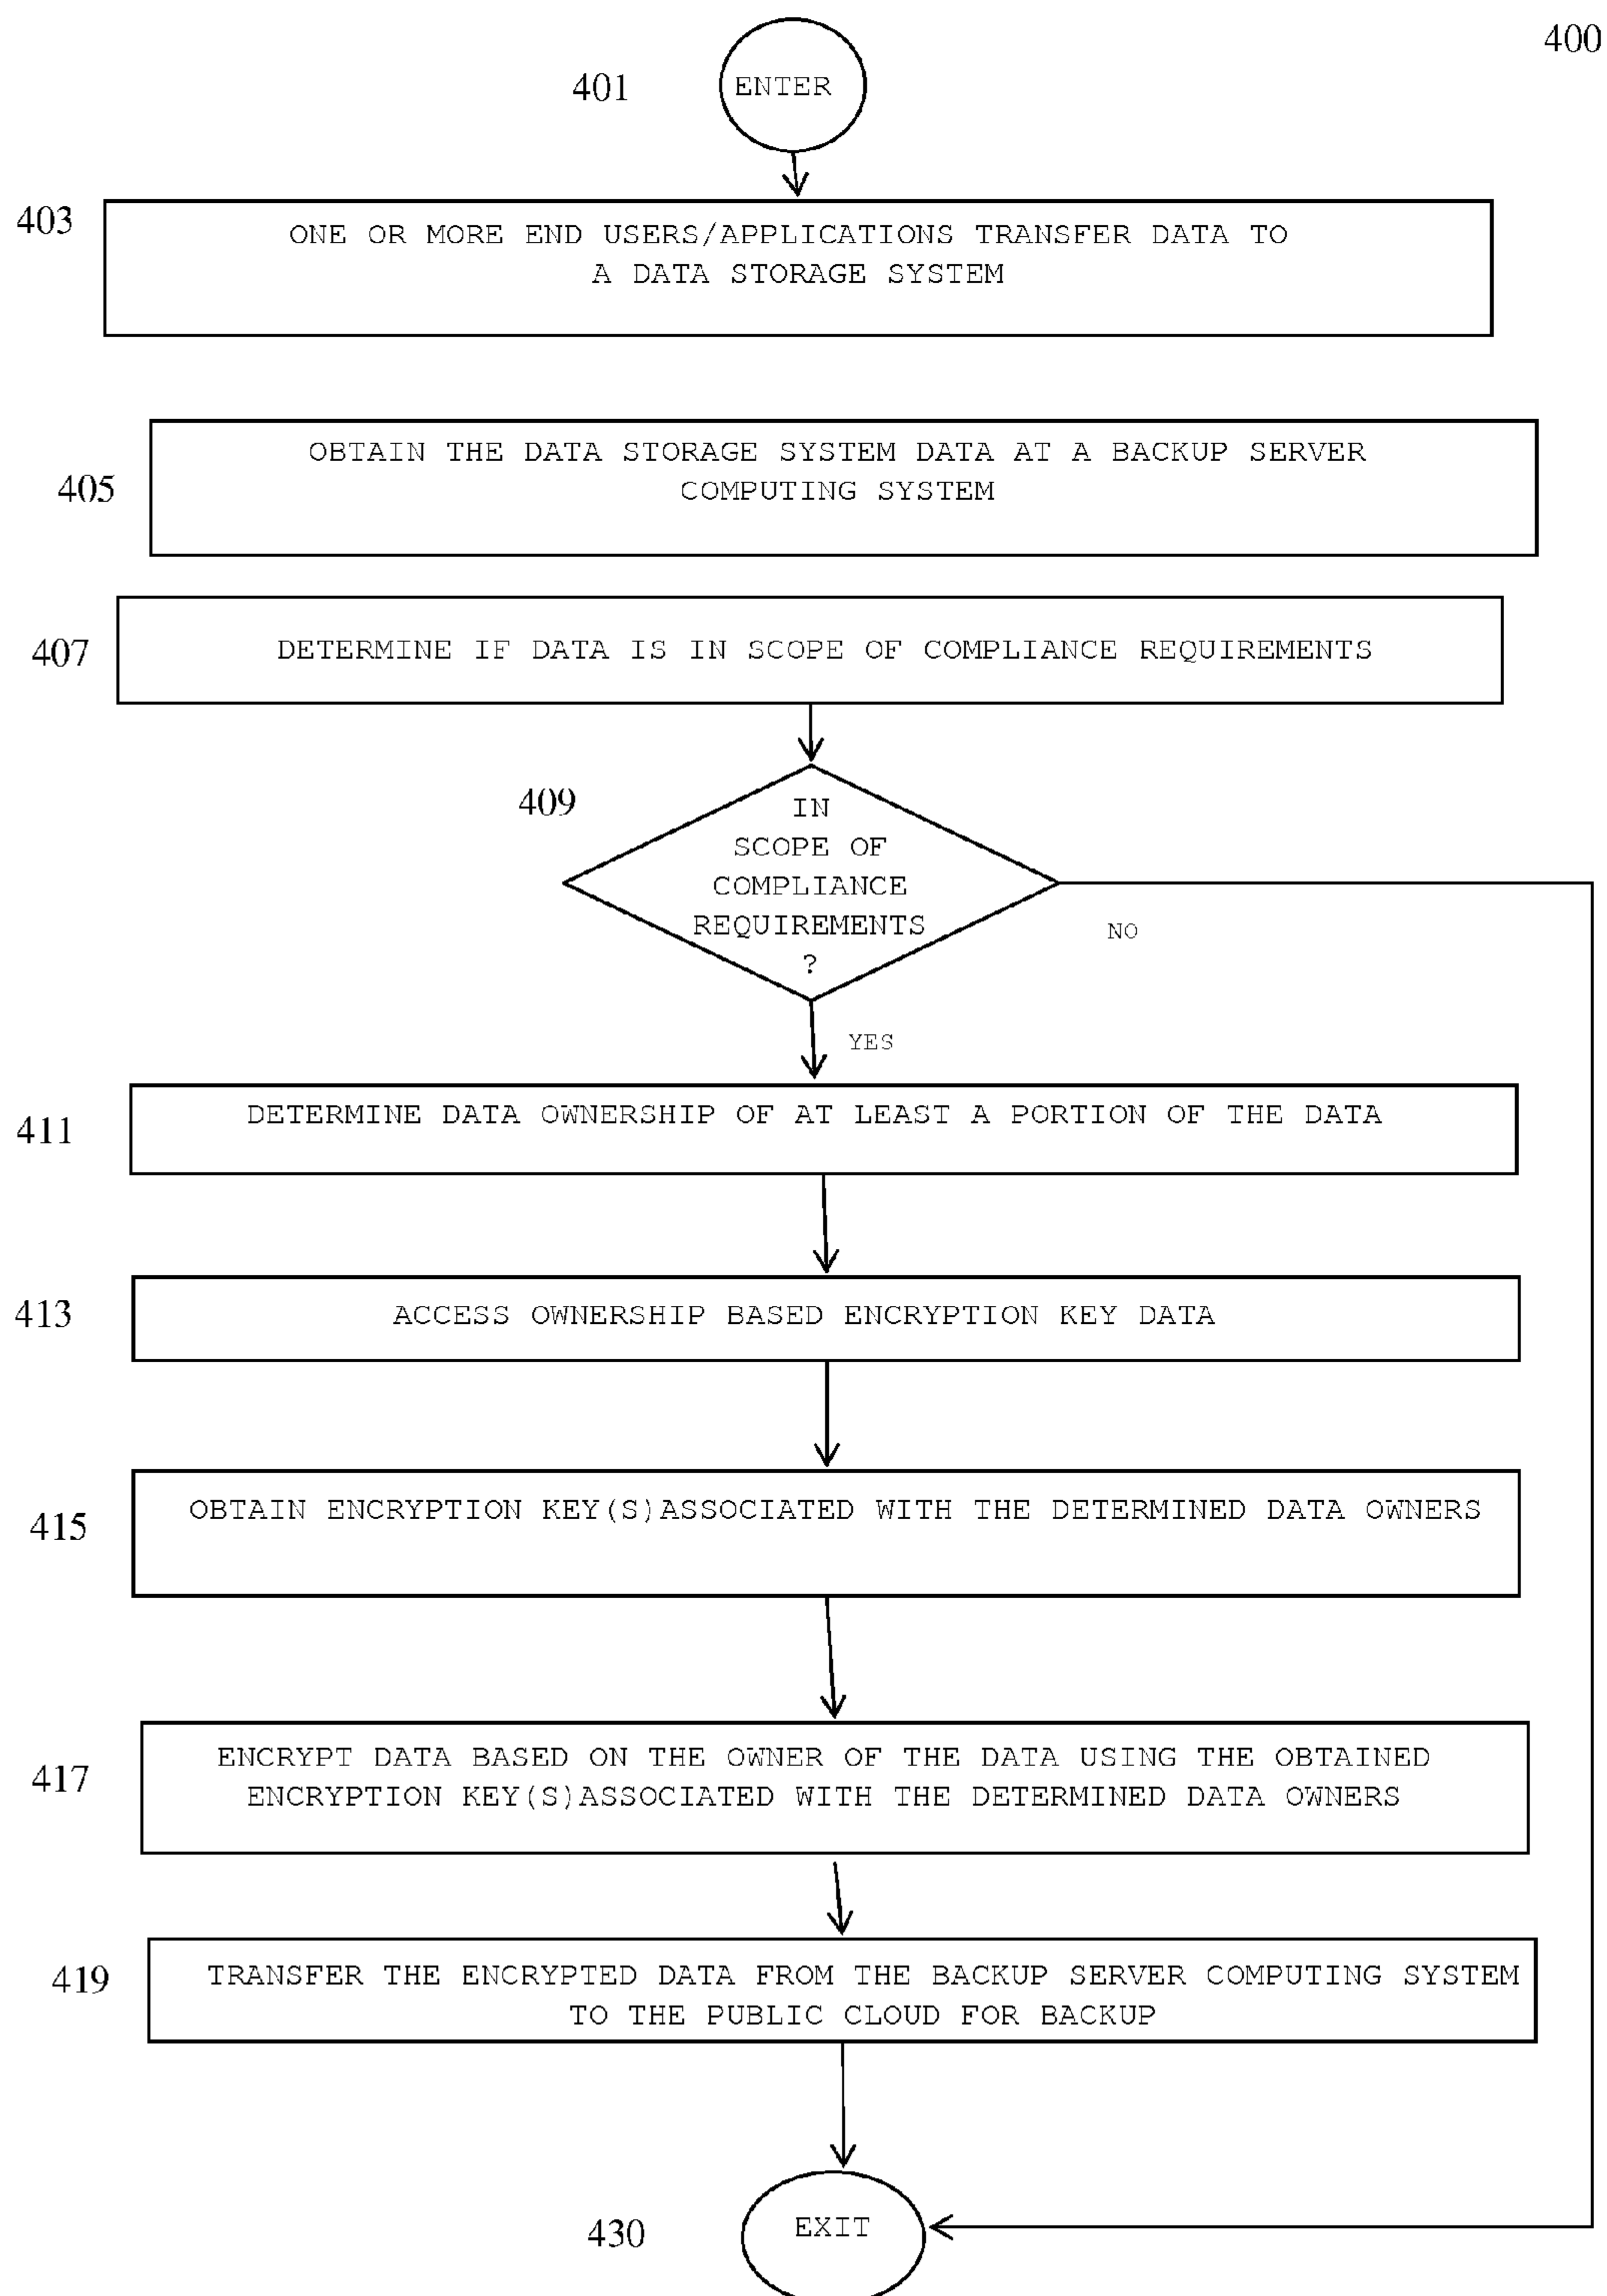 400
401
ENTER
403
ONE OR MORE END USERS/APPLICATIONS TRANSFER DATA TO
A DATA STORAGE SYSTEM
405
OBTAIN THE DATA STORAGE SYSTEM DATA AT A BACKUP SERVER
COMPUTING SYSTEM
407
DETERMINE IF DATA IS IN SCOPE OF COMPLIANCE REQUIREMENTS
409
IN
SCOPE OF
COMPLIANCE
REQUIREMENTS
?
NO
YES
411
DETERMINE DATA OWNERSHIP OF AT LEAST A PORTION OF THE DATA
413
ACCESS OWNERSHIP BASED ENCRYPTION KEY DATA
415
OBTAIN ENCRYPTION KEY(S)ASSOCIATED WITH THE DETERMINED DATA OWNERS
417
ENCRYPT DATA BASED ON THE OWNER OF THE DATA USING THE OBTAINED
ENCRYPTION KEY(S)ASSOCIATED WITH THE DETERMINED DATA OWNERS
419
TRANSFER THE ENCRYPTED DATA FROM THE BACKUP SERVER COMPUTING SYSTEM
TO THE PUBLIC CLOUD FOR BACKUP
430
EXIT